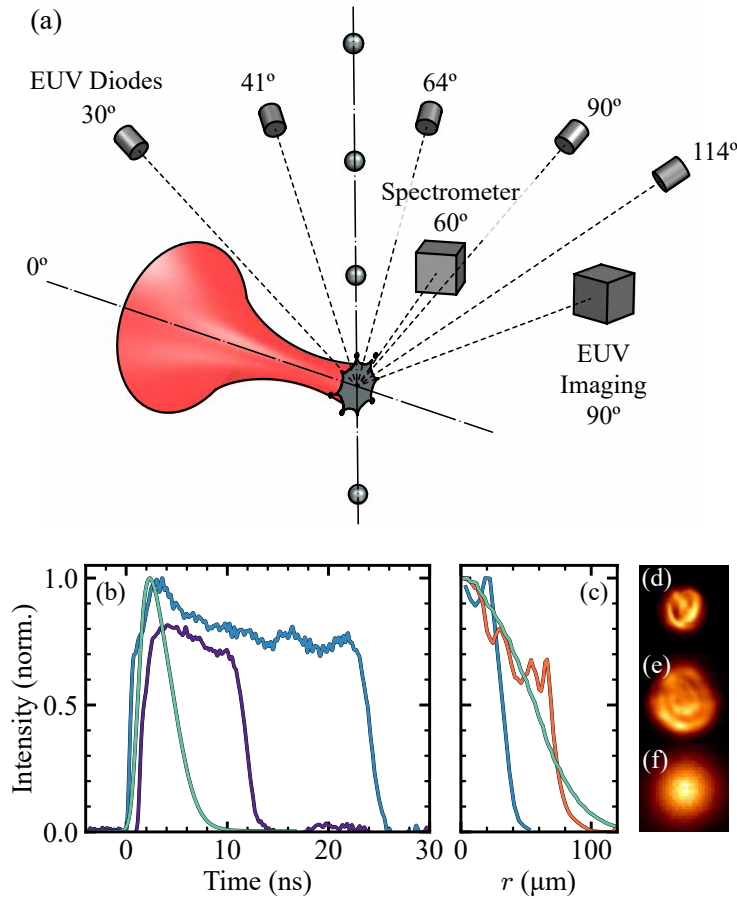 (a)
EUV Diodes
30º
41º
64º
90º
114º
Spectrometer
60º
0º
EUV
Imaging
90º
(b)
(c)
(d)
(e)
(f)
Intensity (norm.)
1.0
0.5
0.0
0
10
20
30
Time (ns)
0
100
r (μm)